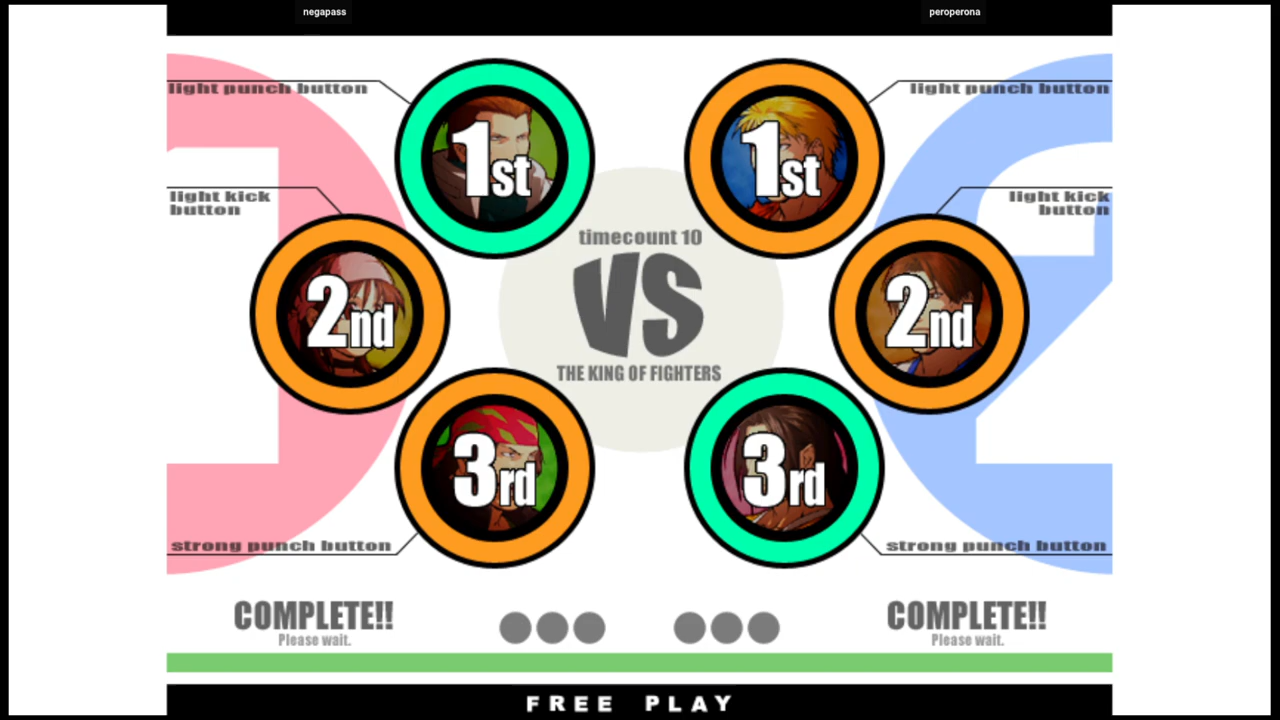 negapass
peroperona
light punch button
light punch button
1st
1st
light kick
button
light kick
button
timecount 10
VS
THE KING OF FIGHTERS
2nd
2nd
3rd
3rd
strong punch button
strong punch button
COMPLETE!!
Please wait.
COMPLETE!!
Please wait.
FREE PLAY